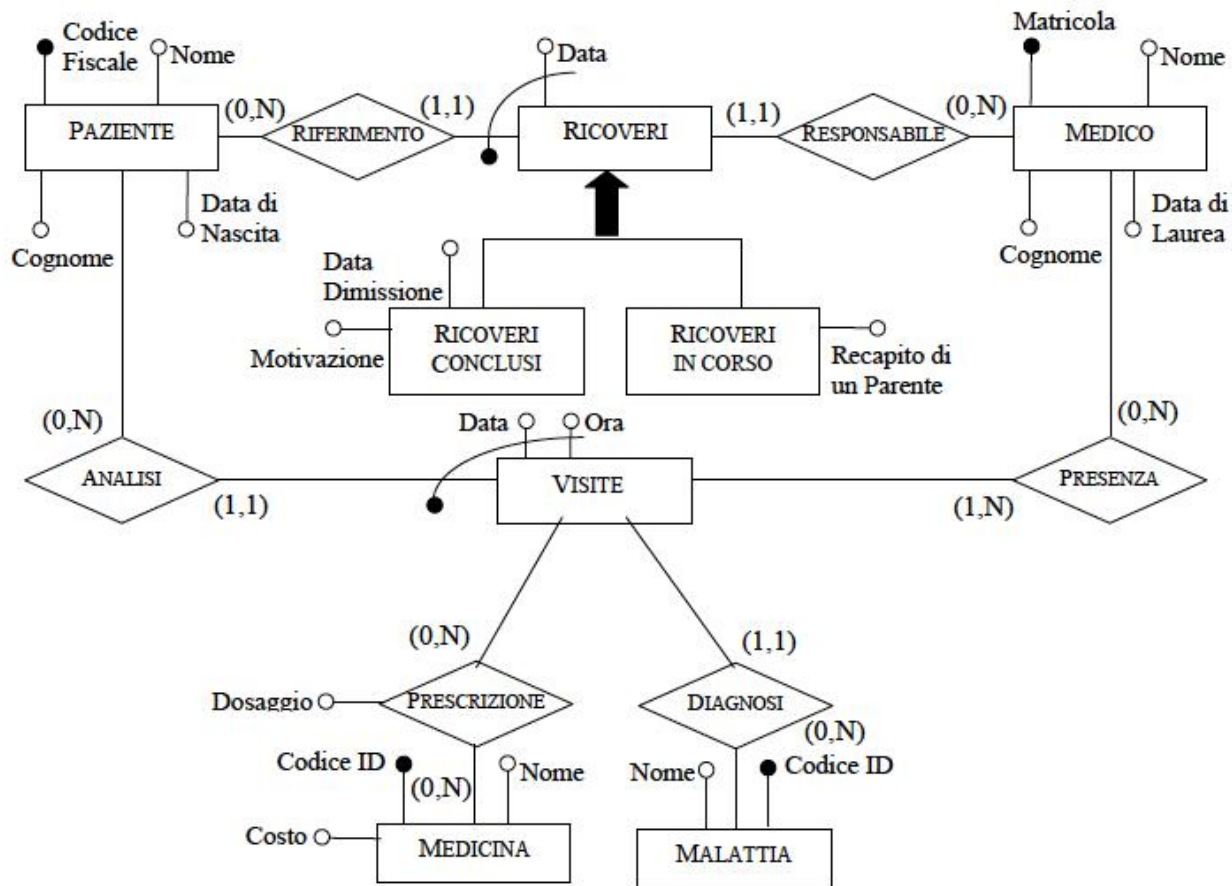 Codice
Fiscale
Nome
Data
Matricola
Nome
(0,N)
(1,1)
(1,1)
(0,N)
PAZIENTE
RIFERIMENTO
RICOVERI
RESPONSABILE
MEDICO
Cognome
Data di
Nascita
Cognome
Data di
Laurea
Data
Dimissione
Motivazione
RICOVERI
CONCLUSI
RICOVERI
IN CORSO
Recapito di
un Parente
(0,N)
Data
Ora
(0,N)
ANALISI
(1,1)
VISITE
(1,N)
PRESENZA
(0,N)
(1,1)
Dosaggio
PRESCRIZIONE
DIAGNOSI
(0,N)
Codice ID
(0,N)
Nome
Nome
Codice ID
Costo
MEDICINA
MALATTIA